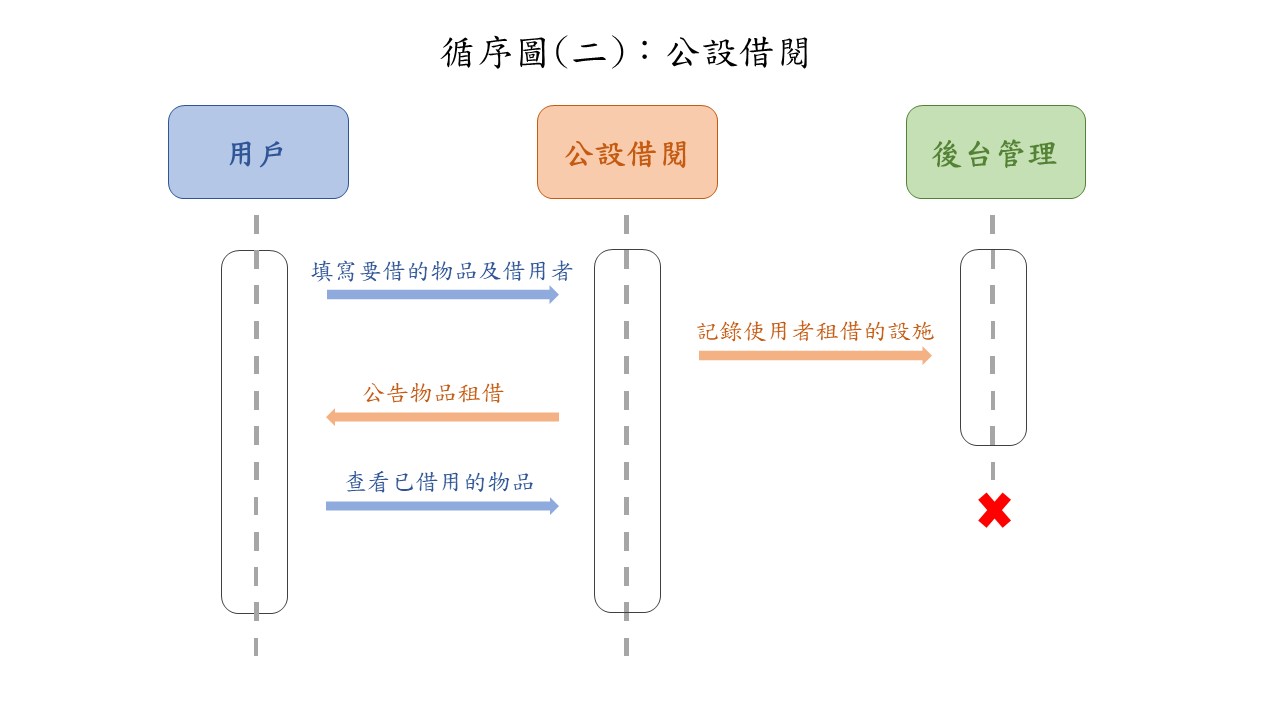 循序圖(二)：公設借閱
用戶
公設借閱
後台管理
填寫要借的物品及借用者
記錄使用者租借的設施
公告物品租借
查看已借用的物品